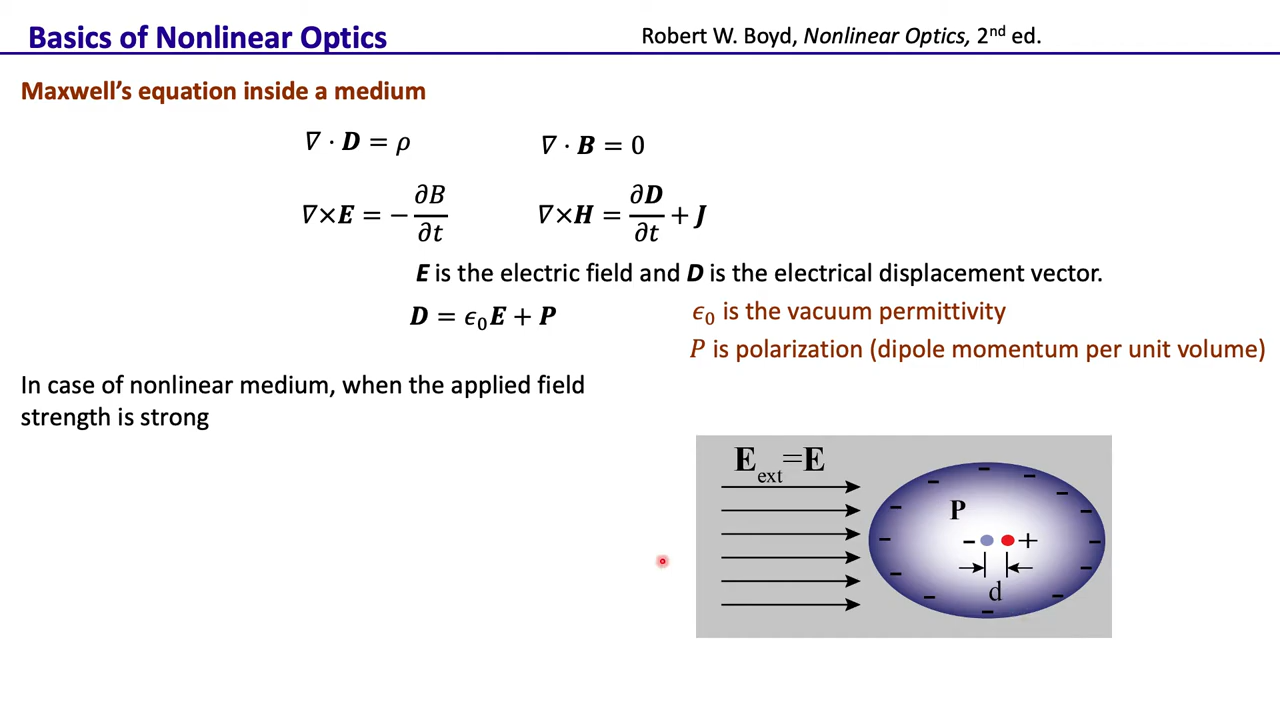 Basics of Nonlinear Optics
Robert W. Boyd, Nonlinear Optics, 2nd ed.
Maxwell's equation inside a medium
∇ · D = ρ
∇ · B = 0
∇×E = − ∂B/∂t
∇×H = ∂D/∂t + J
E is the electric field and D is the electrical displacement vector.
D = ϵ0E + P
ϵ0 is the vacuum permittivity
P is polarization (dipole momentum per unit volume)
In case of nonlinear medium, when the applied field
strength is strong
Eext=E
P
- +
d